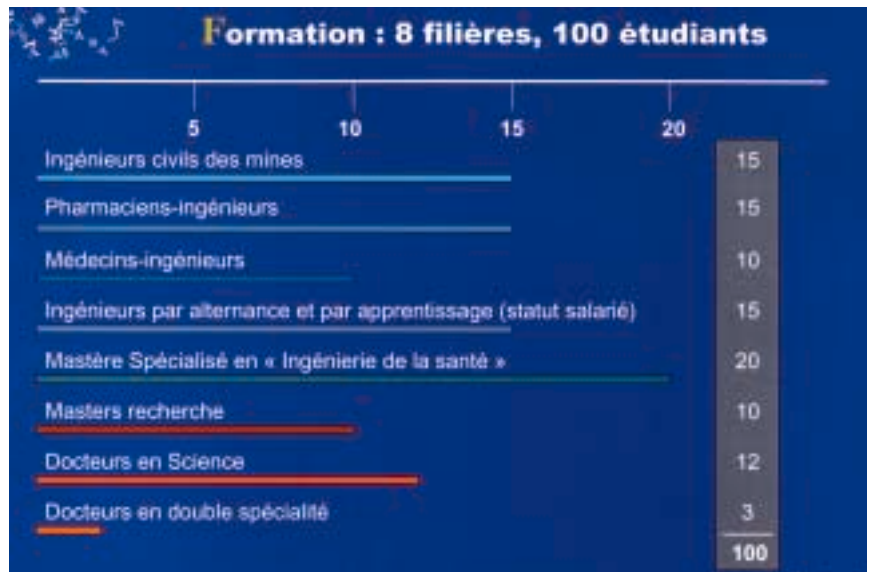 Formation : 8 filières, 100 étudiants
5 10 15 20
Ingénieurs civils des mines 15
Pharmaciens-ingénieurs 15
Médecins-ingénieurs 10
Ingénieurs par alternance et par apprentissage (statut salarié) 15
Mastère Spécialisé en « Ingénierie de la santé » 20
Masters recherche 10
Docteurs en Science 12
Docteurs en double spécialité 3
100